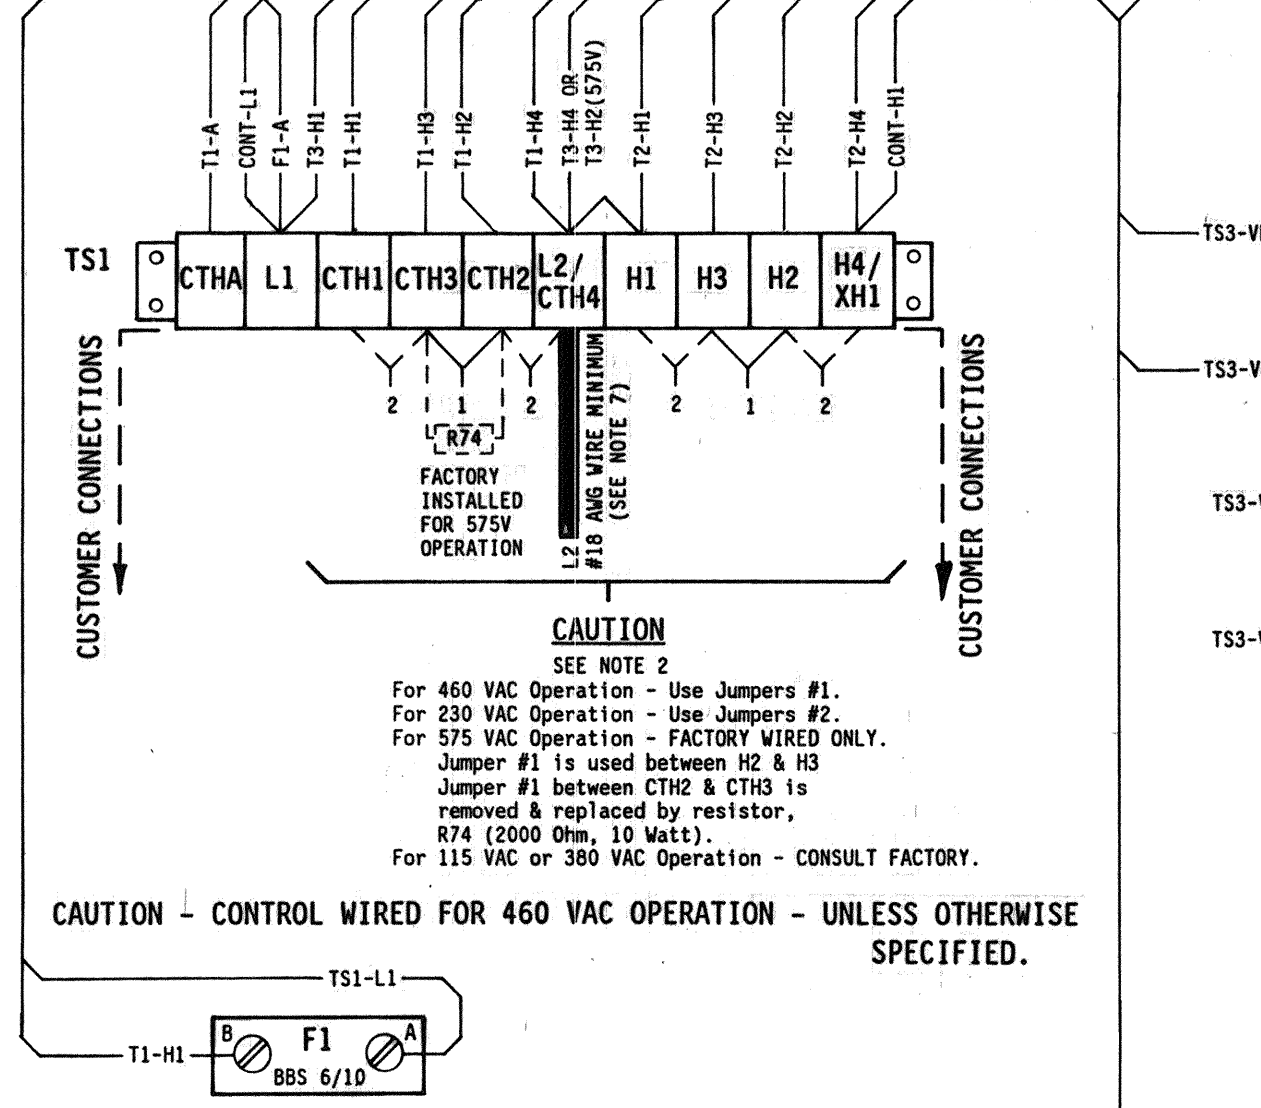 T1-A
CONT-L1
F1-A
T3-H1
T1-H1
T1-H3
T1-H2
T1-H4
T3-H4 OR
T3-H2(575V)
T2-H1
T2-H3
T2-H2
T2-H4
CONT-H1
TS1
CTHA
L1
CTH1
CTH3
CTH2
L2/
CTH4
H1
H3
H2
H4/
XH1
TS3-V
TS3-V
TS3-
TS3-
CUSTOMER CONNECTIONS
2
1
2
2
1
2
R74
FACTORY
INSTALLED
FOR 575V
OPERATION
L2
#18 AWG WIRE MINIMUM
(SEE NOTE 7)
CUSTOMER CONNECTIONS
CAUTION
SEE NOTE 2
For 460 VAC Operation - Use Jumpers #1.
For 230 VAC Operation - Use Jumpers #2.
For 575 VAC Operation - FACTORY WIRED ONLY.
Jumper #1 is used between H2 & H3
Jumper #1 between CTH2 & CTH3 is
removed & replaced by resistor,
R74 (2000 Ohm, 10 Watt).
For 115 VAC or 380 VAC Operation - CONSULT FACTORY.
CAUTION - CONTROL WIRED FOR 460 VAC OPERATION - UNLESS OTHERWISE
SPECIFIED.
TS1-L1
T1-H1
B
F1
A
BBS 6/10